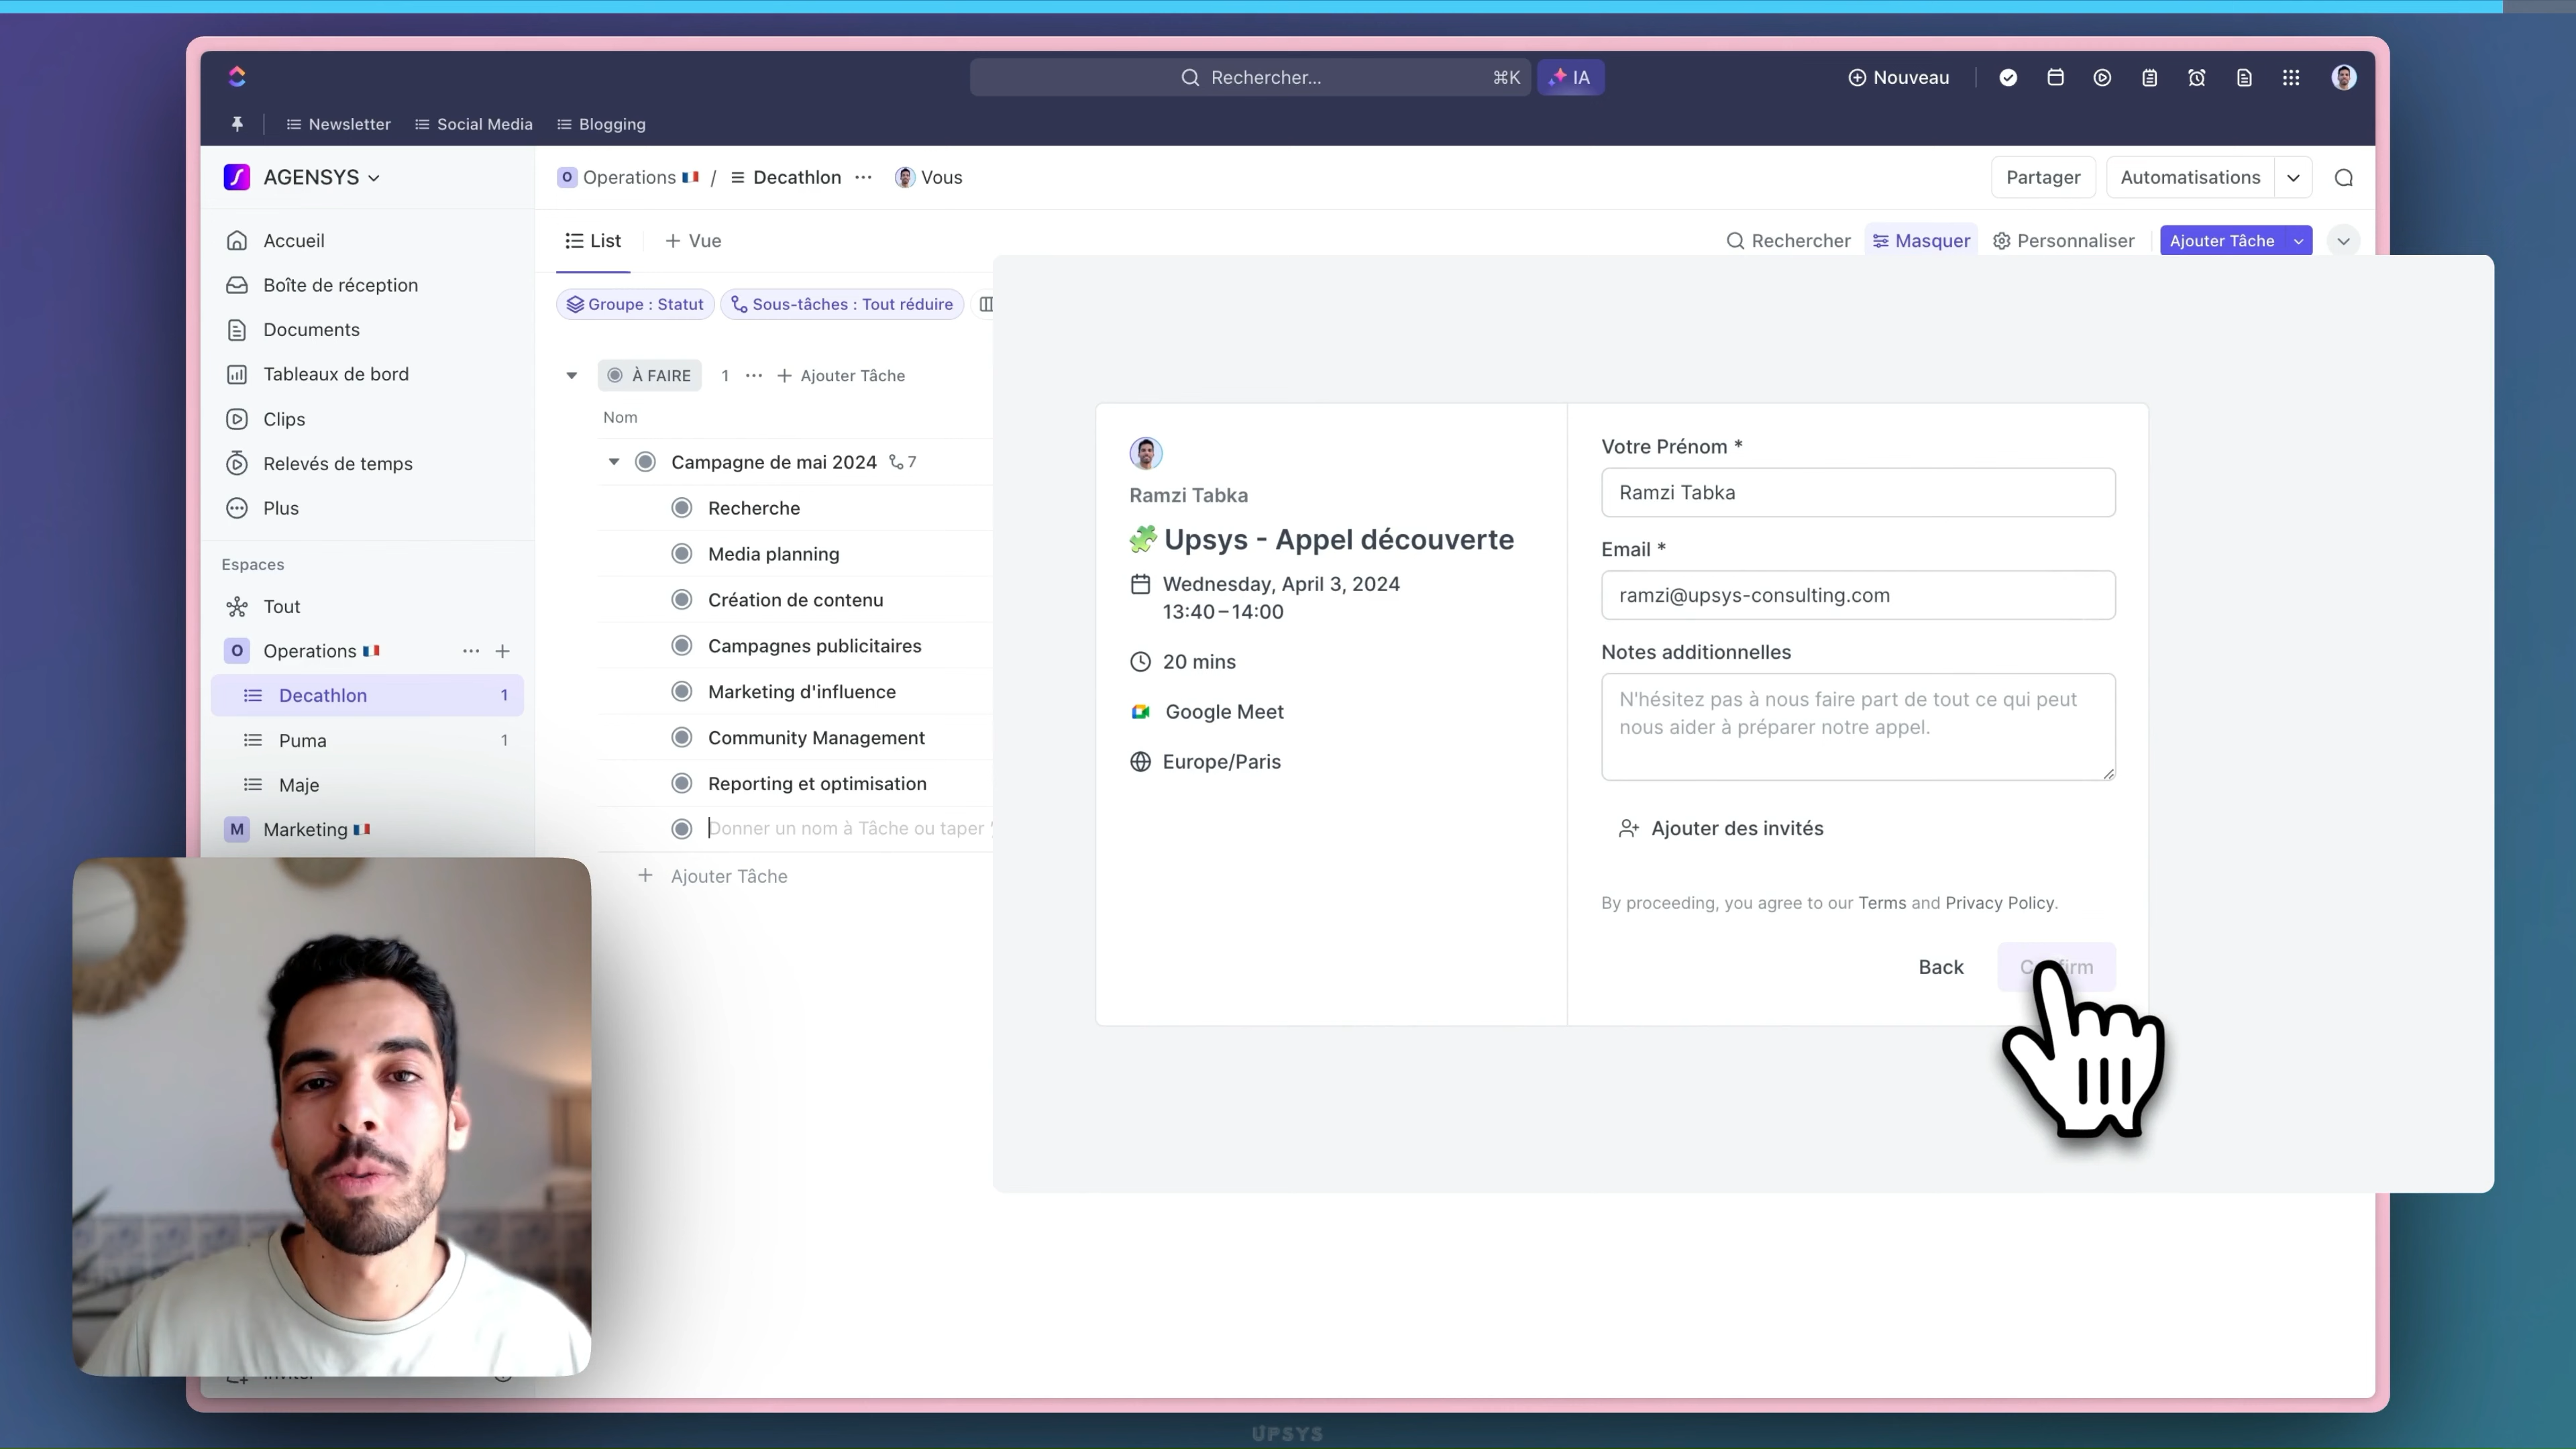 Rechercher... ⌘K
IA
Nouveau
Newsletter
Social Media
Blogging
AGENSYS
Operations / Decathlon ... Vous
Partager
Automatisations
Accueil
Boîte de réception
Documents
Tableaux de bord
Clips
Relevés de temps
Plus
Espaces
Tout
O Operations
Decathlon 1
Puma 1
Maje
M Marketing
List
+ Vue
Rechercher
Masquer
Personnaliser
Ajouter Tâche
Groupe : Statut
Sous-tâches : Tout réduire
À FAIRE 1 ... + Ajouter Tâche
Nom
Campagne de mai 2024 7
Recherche
Media planning
Création de contenu
Campagnes publicitaires
Marketing d'influence
Community Management
Reporting et optimisation
Donner un nom à Tâche ou taper
+ Ajouter Tâche
Ramzi Tabka
Upsys - Appel découverte
Wednesday, April 3, 2024
13:40 – 14:00
20 mins
Google Meet
Europe/Paris
Votre Prénom *
Ramzi Tabka
Email *
ramzi@upsys-consulting.com
Notes additionnelles
N'hésitez pas à nous faire part de tout ce qui peut
nous aider à préparer notre appel.
Ajouter des invités
By proceeding, you agree to our Terms and Privacy Policy.
Back
UPSYS